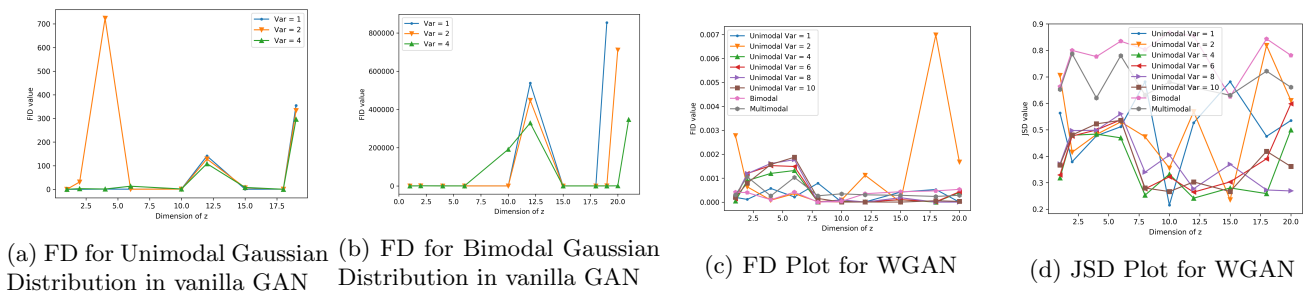 700
600
500
400
300
200
100
0
FID value
2.5 5.0 7.5 10.0 12.5 15.0 17.5
Dimension of z
Var = 1
Var = 2
Var = 4
(a) FD for Unimodal Gaussian
Distribution in vanilla GAN
800000
600000
400000
200000
0
FID value
2.5 5.0 7.5 10.0 12.5 15.0 17.5 20.0
Dimension of z
Var = 1
Var = 2
Var = 4
(b) FD for Bimodal Gaussian
Distribution in vanilla GAN
0.007
0.006
0.005
0.004
0.003
0.002
0.001
0.000
FID value
2.5 5.0 7.5 10.0 12.5 15.0 17.5 20.0
Dimension of z
Unimodal Var = 1
Unimodal Var = 2
Unimodal Var = 4
Unimodal Var = 6
Unimodal Var = 8
Unimodal Var = 10
Bimodal
Multimodal
(c) FD Plot for WGAN
0.9
0.8
0.7
0.6
0.5
0.4
0.3
0.2
JSD value
2.5 5.0 7.5 10.0 12.5 15.0 17.5 20.0
Dimension of z
Unimodal Var = 1
Unimodal Var = 2
Unimodal Var = 4
Unimodal Var = 6
Unimodal Var = 8
Unimodal Var = 10
Bimodal
Multimodal
(d) JSD Plot for WGAN